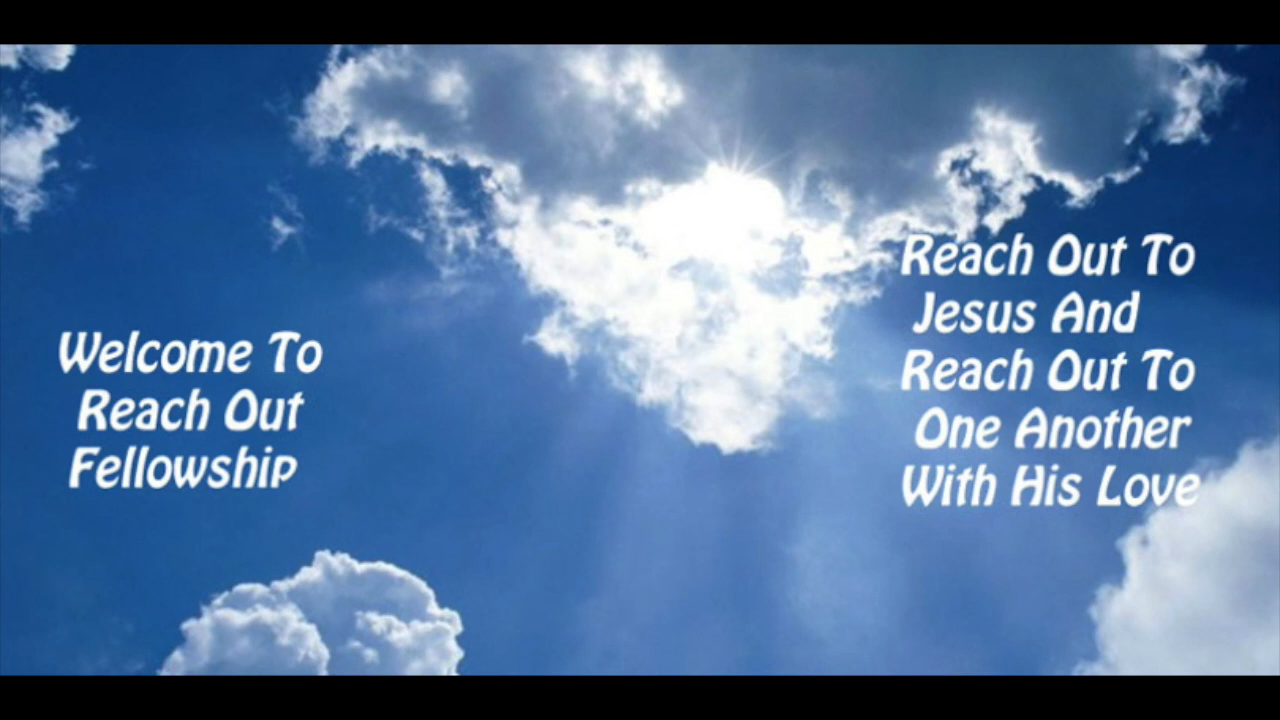 Welcome To
Reach Out
Fellowship
Reach Out To
Jesus And
Reach Out To
One Another
With His Love